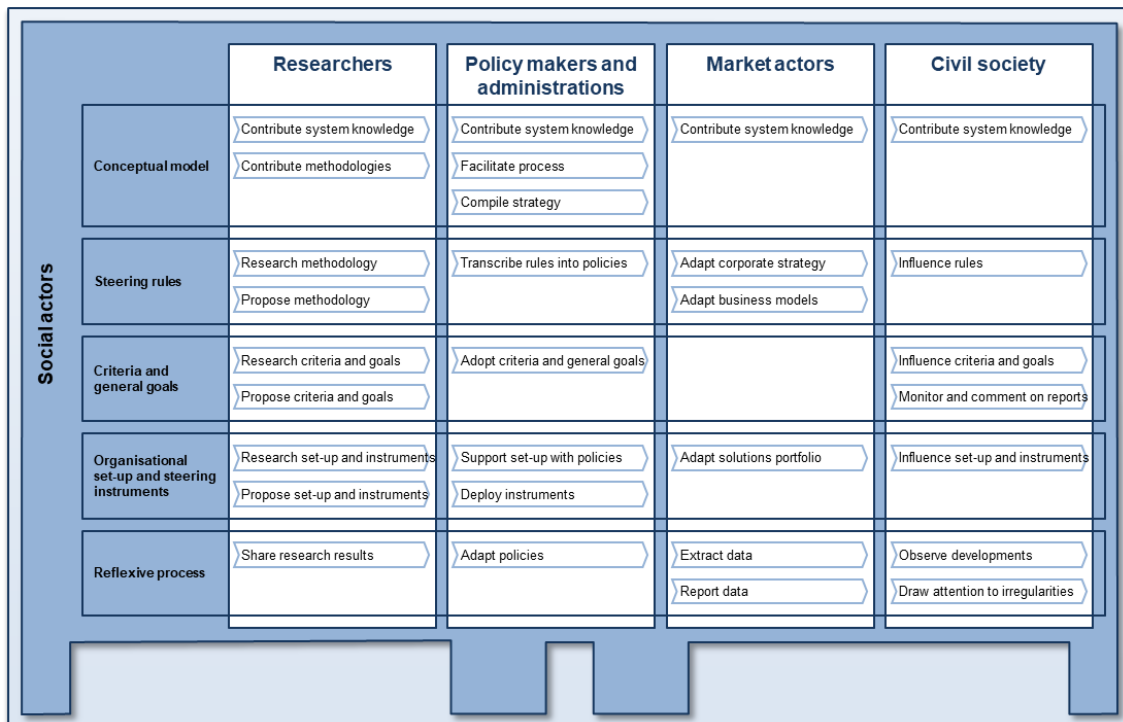 Researchers
Policy makers and
administrations
Market actors
Civil society
Social actors
Conceptual model
Contribute system knowledge
Contribute methodologies
Contribute system knowledge
Facilitate process
Compile strategy
Contribute system knowledge
Contribute system knowledge
Steering rules
Research methodology
Propose methodology
Transcribe rules into policies
Adapt corporate strategy
Adapt business models
Influence rules
Criteria and
general goals
Research criteria and goals
Propose criteria and goals
Adopt criteria and general goals
Influence criteria and goals
Monitor and comment on reports
Organisational
set-up and steering
instruments
Research set-up and instruments
Propose set-up and instruments
Support set-up with policies
Deploy instruments
Adapt solutions portfolio
Influence set-up and instruments
Reflexive process
Share research results
Adapt policies
Extract data
Report data
Observe developments
Draw attention to irregularities